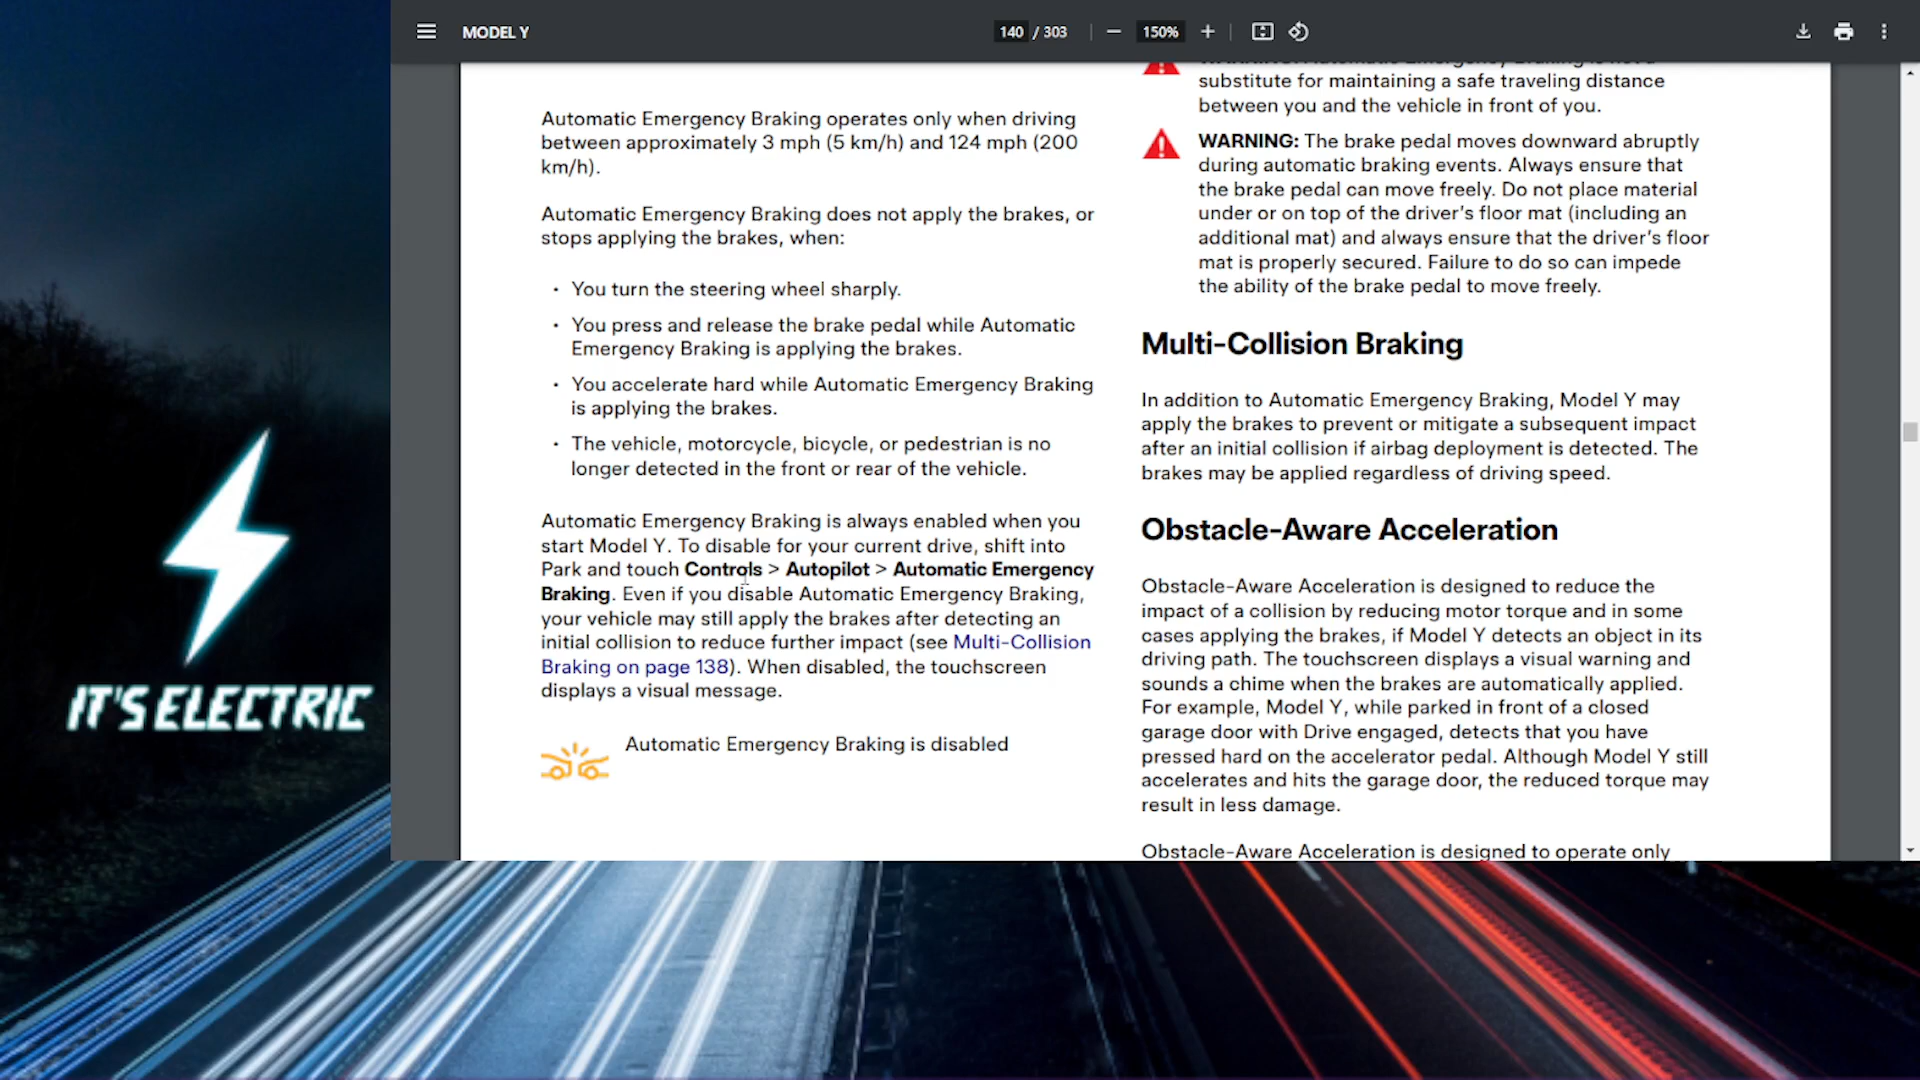 MODEL Y
140 / 303
150%
Automatic Emergency Braking operates only when driving
between approximately 3 mph (5 km/h) and 124 mph (200
km/h).
Automatic Emergency Braking does not apply the brakes, or
stops applying the brakes, when:
• You turn the steering wheel sharply.
• You press and release the brake pedal while Automatic
Emergency Braking is applying the brakes.
• You accelerate hard while Automatic Emergency Braking
is applying the brakes.
• The vehicle, motorcycle, bicycle, or pedestrian is no
longer detected in the front or rear of the vehicle.
Automatic Emergency Braking is always enabled when you
start Model Y. To disable for your current drive, shift into
Park and touch Controls > Autopilot > Automatic Emergency
Braking. Even if you disable Automatic Emergency Braking,
your vehicle may still apply the brakes after detecting an
initial collision to reduce further impact (see Multi-Collision
Braking on page 138). When disabled, the touchscreen
displays a visual message.
Automatic Emergency Braking is disabled
substitute for maintaining a safe traveling distance
between you and the vehicle in front of you.
WARNING: The brake pedal moves downward abruptly
during automatic braking events. Always ensure that
the brake pedal can move freely. Do not place material
under or on top of the driver's floor mat (including an
additional mat) and always ensure that the driver's floor
mat is properly secured. Failure to do so can impede
the ability of the brake pedal to move freely.
Multi-Collision Braking
In addition to Automatic Emergency Braking, Model Y may
apply the brakes to prevent or mitigate a subsequent impact
after an initial collision if airbag deployment is detected. The
brakes may be applied regardless of driving speed.
Obstacle-Aware Acceleration
Obstacle-Aware Acceleration is designed to reduce the
impact of a collision by reducing motor torque and in some
cases applying the brakes, if Model Y detects an object in its
driving path. The touchscreen displays a visual warning and
sounds a chime when the brakes are automatically applied.
For example, Model Y, while parked in front of a closed
garage door with Drive engaged, detects that you have
pressed hard on the accelerator pedal. Although Model Y still
accelerates and hits the garage door, the reduced torque may
result in less damage.
Obstacle-Aware Acceleration is designed to operate only
IT'S ELECTRIC